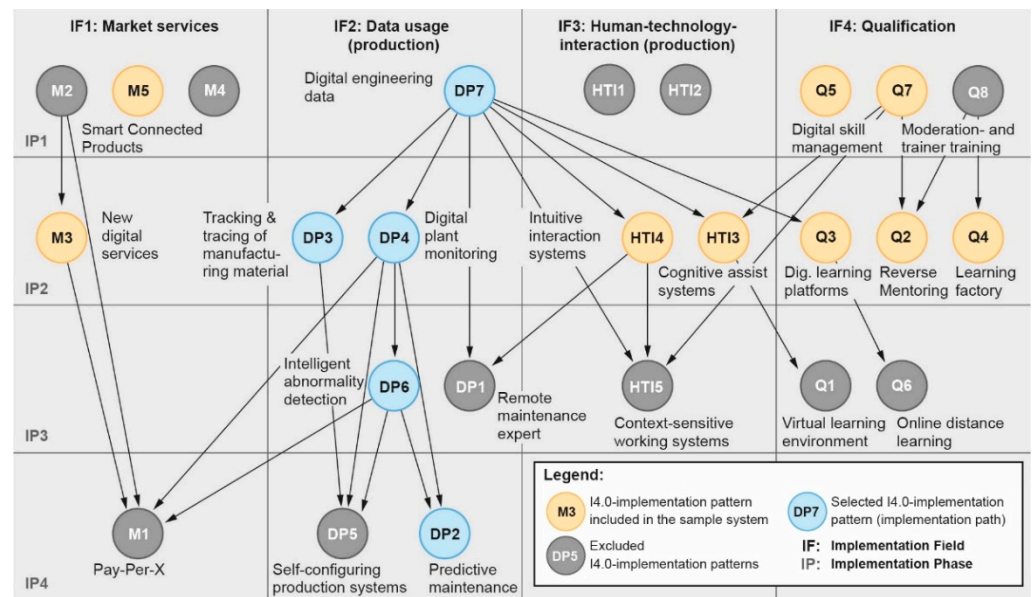 IF1: Market services
IF2: Data usage
(production)
IF3: Human-technology-
interaction (production)
IF4: Qualification
M2
M5
M4
Smart Connected
Products
Digital engineering
data
DP7
HTI1
HTI2
Q5
Q7
Q8
Digital skill
management
Moderation- and
trainer training
IP1
M3
New
digital
services
Tracking &
tracing of
manufactu-
ring material
DP3
DP4
Digital
plant
monitoring
Intuitive
interaction
systems
HTI4
HTI3
Cognitive assist
systems
Q3
Q2
Q4
Dig. learning
platforms
Reverse
Mentoring
Learning
factory
IP2
Intelligent
abnormality
detection
DP6
DP1
Remote
maintenance
expert
HTI5
Context-sensitive
working systems
Q1
Q6
Virtual learning
environment
Online distance
learning
IP3
M1
Pay-Per-X
DP5
DP2
Self-configuring
production systems
Predictive
maintenance
IP4
Legend:
M3
I4.0-implementation pattern
included in the sample system
DP7
Selected I4.0-implementation
pattern (implementation path)
DP5
Excluded
I4.0-implementation patterns
IF: Implementation Field
IP: Implementation Phase